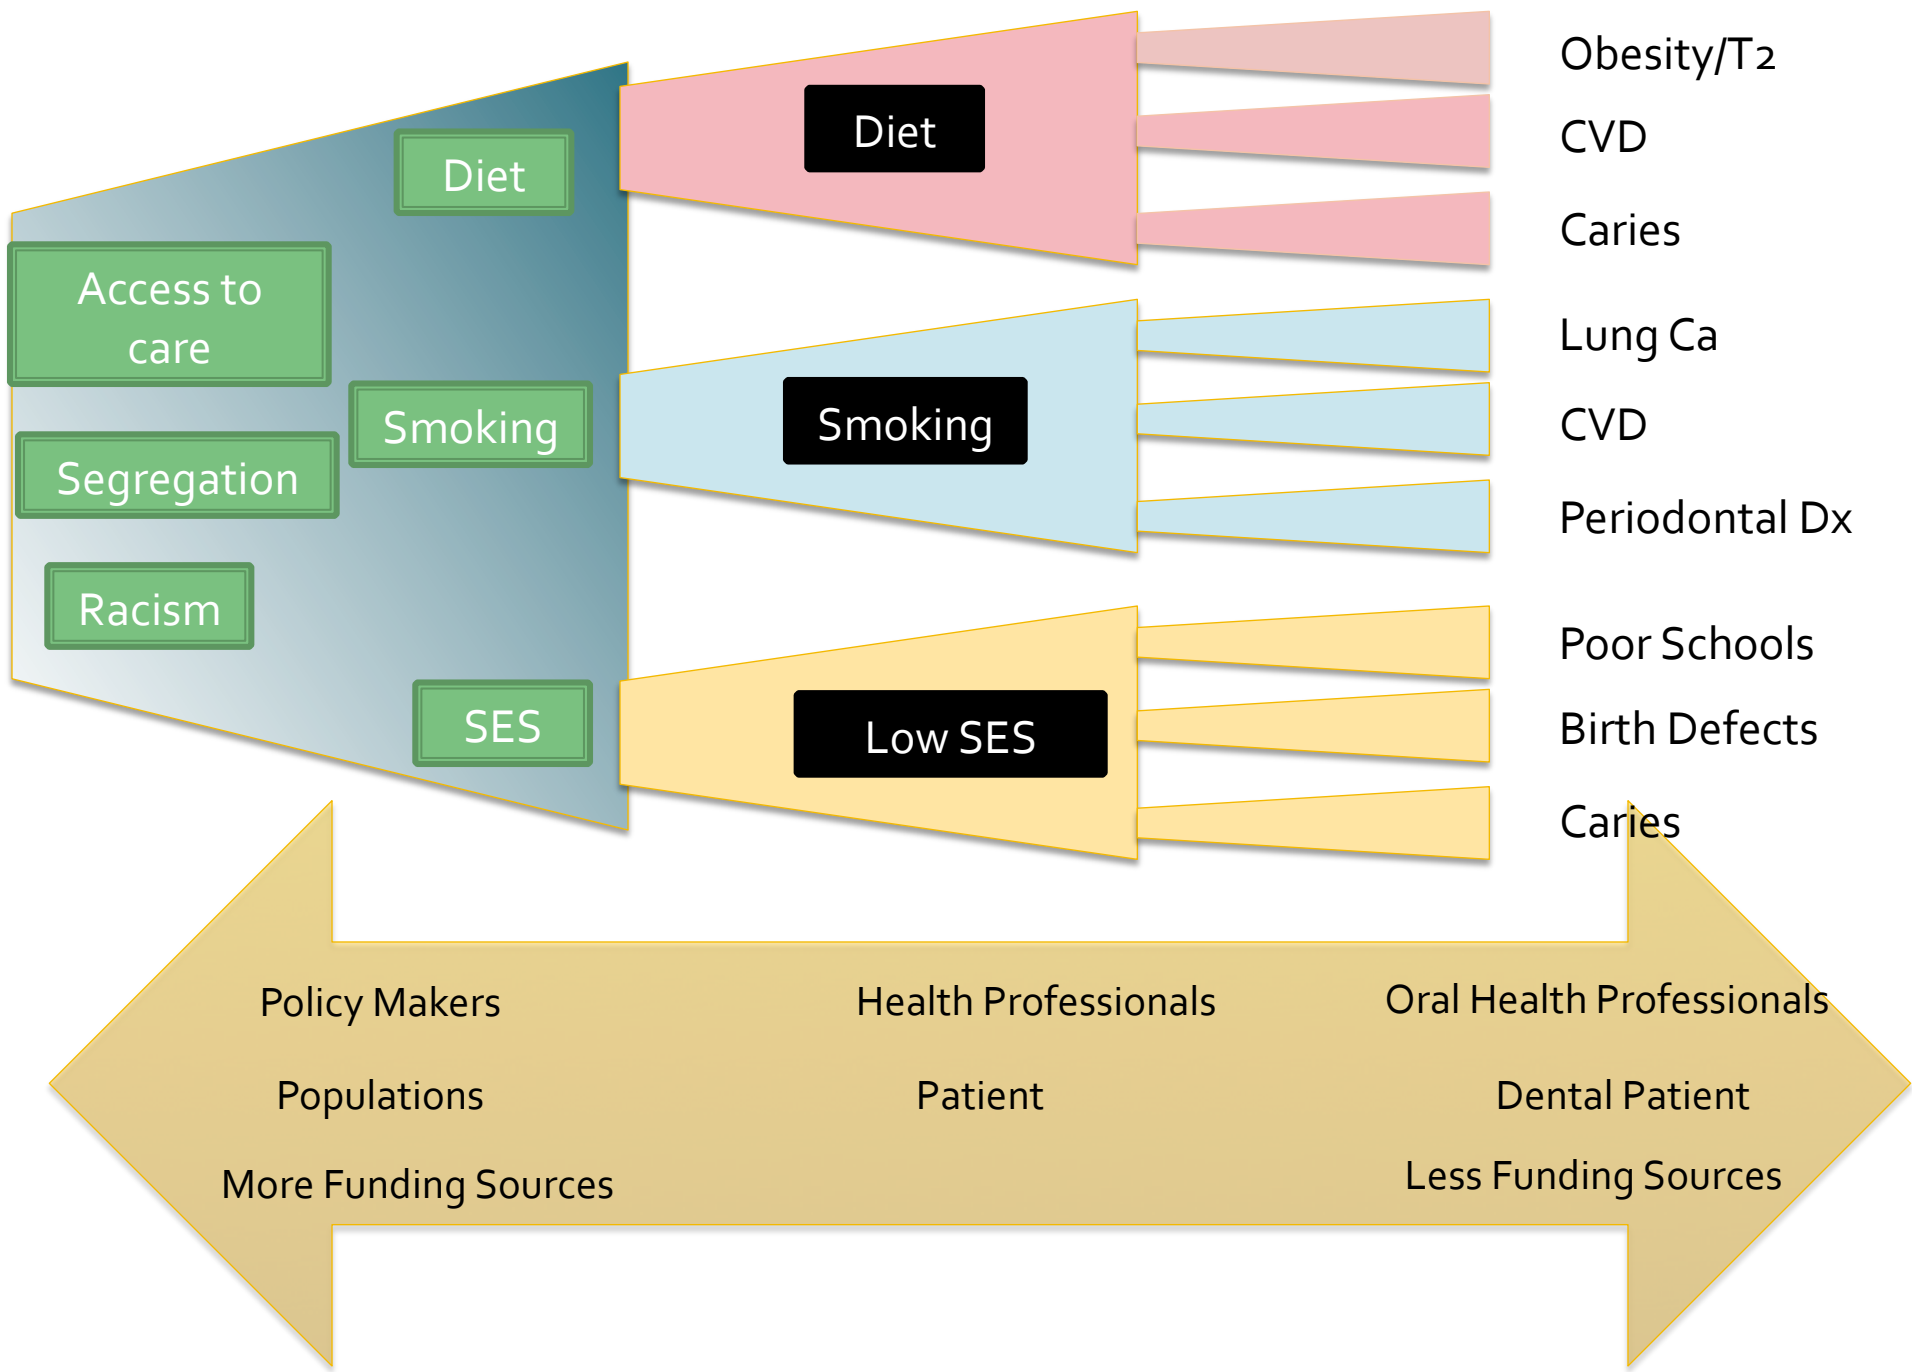 Diet
Access to
care
Smoking
Segregation
Racism
SES
Diet
Smoking
Low SES
Obesity/T2
CVD
Caries
Lung Ca
CVD
Periodontal Dx
Poor Schools
Birth Defects
Caries
Policy Makers
Health Professionals
Oral Health Professionals
Populations
Patient
Dental Patient
More Funding Sources
Less Funding Sources